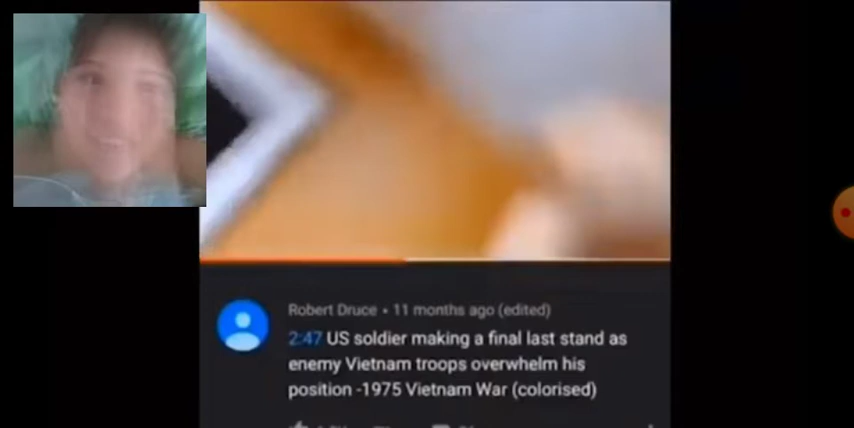 Robert Druce • 11 months ago (edited)
2:47 US soldier making a final last stand as
enemy Vietnam troops overwhelm his
position -1975 Vietnam War (colorised)